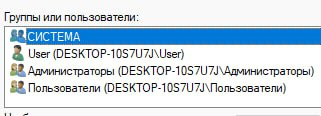 Группы или пользователи:
СИСТЕМА
User (DESKTOP-10S7U7J\User)
Администраторы (DESKTOP-10S7U7J\Администраторы)
Пользователи (DESKTOP-10S7U7J\Пользователи)